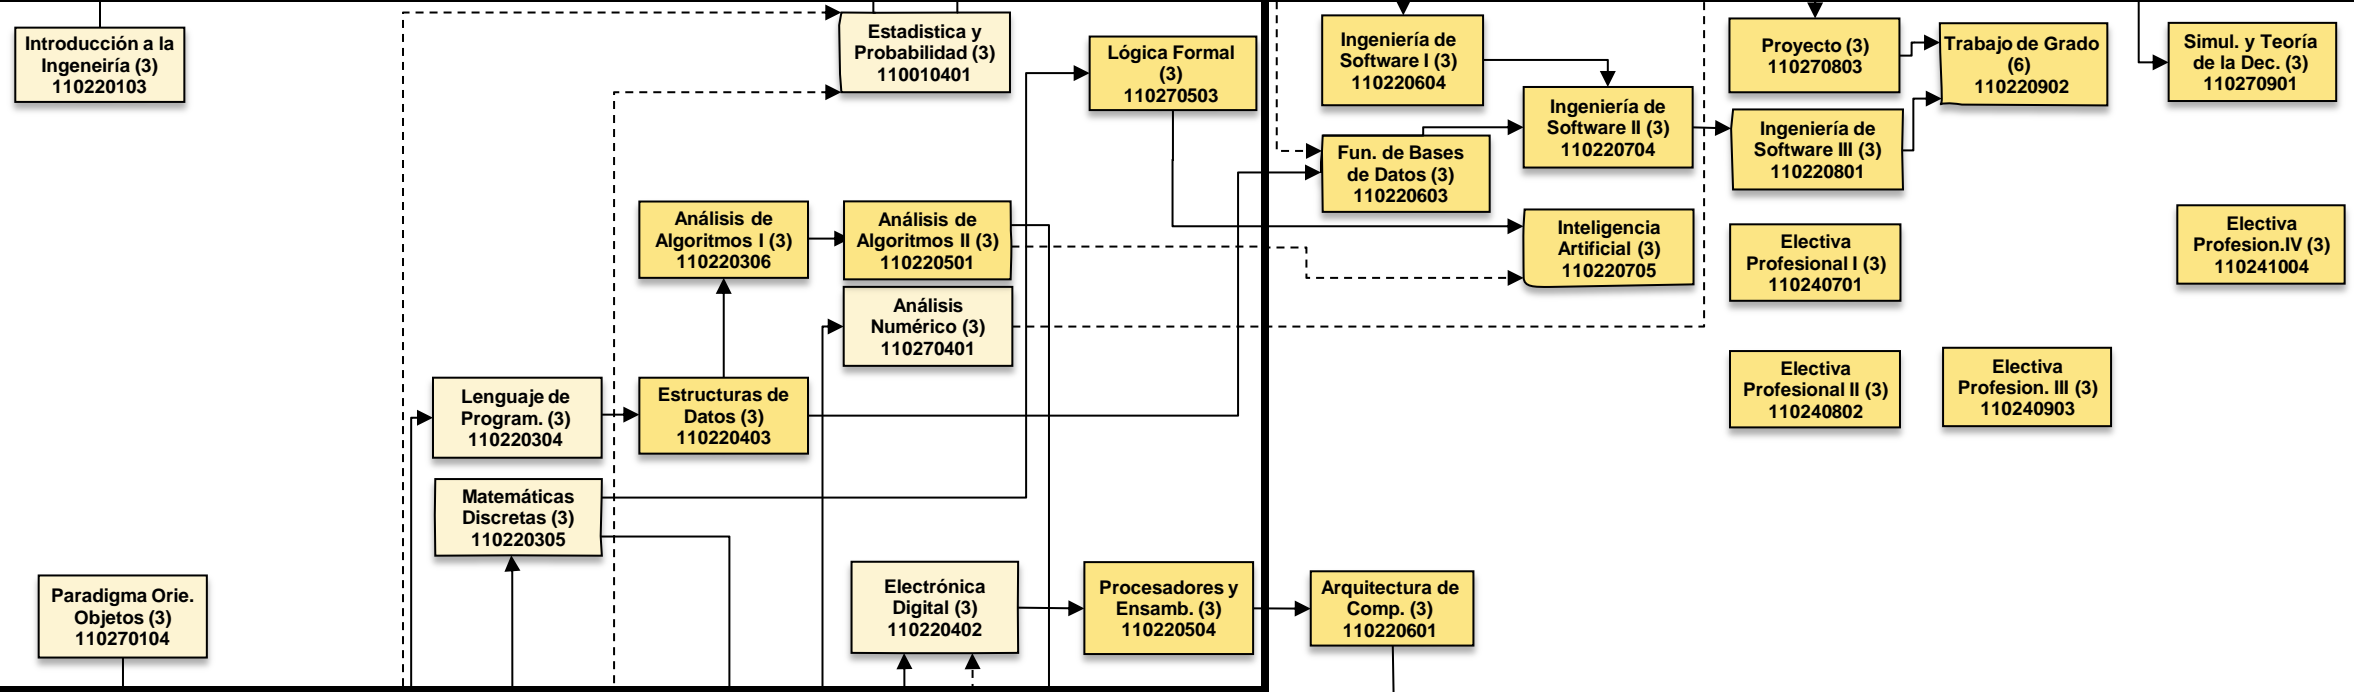 Introducción a la
Ingeneiría (3)
110220103
Estadistica y
Probabilidad (3)
110010401
Lógica Formal
(3)
110270503
Ingeniería de
Software I (3)
110220604
Proyecto (3)
110270803
Trabajo de Grado
(6)
110220902
Simul. y Teoría
de la Dec. (3)
110270901
Ingeniería de
Software II (3)
110220704
Ingeniería de
Software III (3)
110220801
Fun. de Bases
de Datos (3)
110220603
Análisis de
Algoritmos I (3)
110220306
Análisis de
Algoritmos II (3)
110220501
Inteligencia
Artificial (3)
110220705
Electiva
Profesional I (3)
110240701
Electiva
Profesion.IV (3)
110241004
Análisis
Numérico (3)
110270401
Lenguaje de
Program. (3)
110220304
Estructuras de
Datos (3)
110220403
Electiva
Profesional II (3)
110240802
Electiva
Profesion. III (3)
110240903
Matemáticas
Discretas (3)
110220305
Paradigma Orie.
Objetos (3)
110270104
Electrónica
Digital (3)
110220402
Procesadores y
Ensamb. (3)
110220504
Arquitectura de
Comp. (3)
110220601